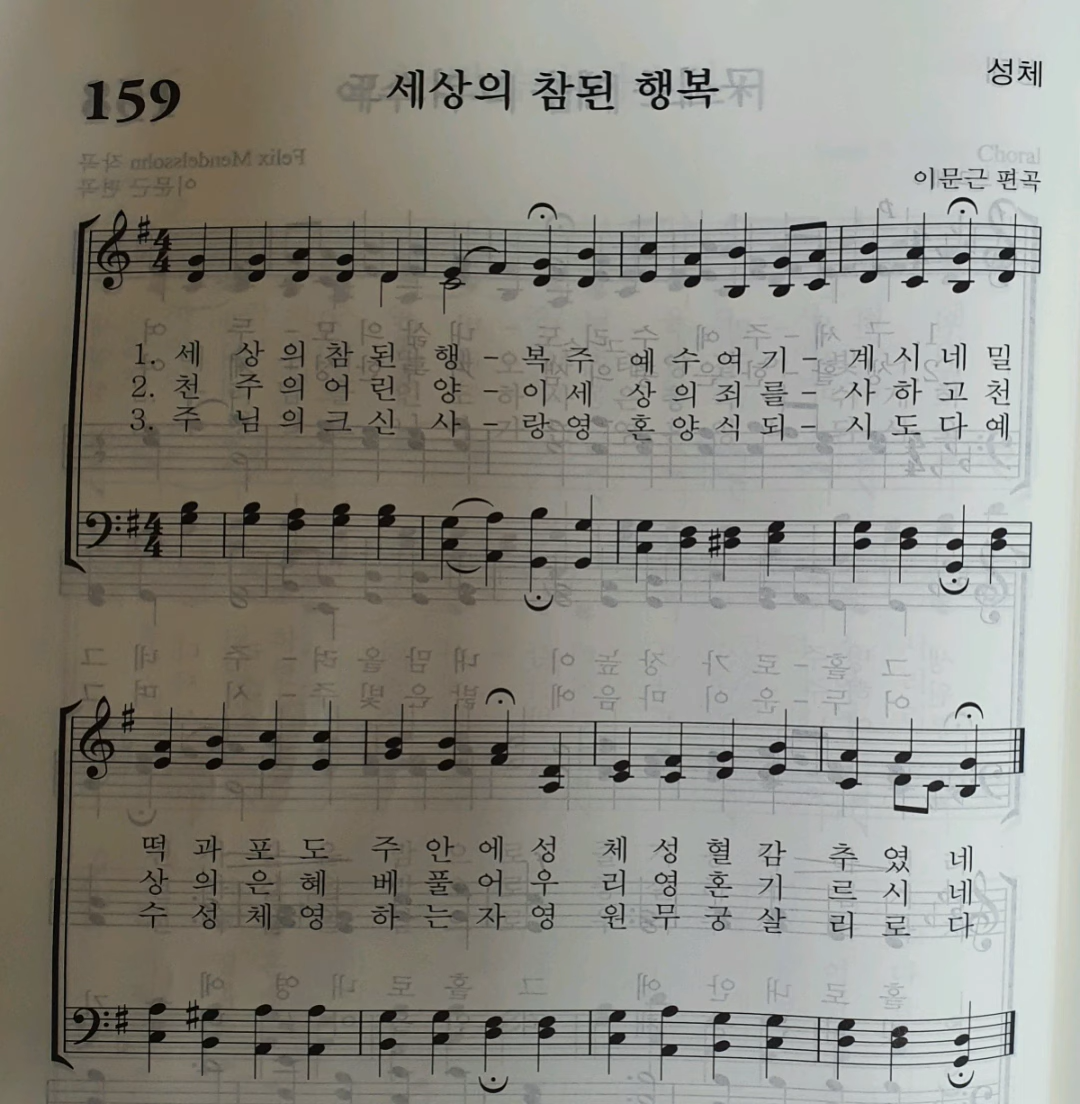 159 세상의 참된 행복 성체
Choral
이문근 편곡
1. 세 상의참된 행 - 복주 예수여기- 계시네 밀
2. 천 주의어린 양 - 이세 상의죄를- 사하고 천
3. 주 님의크신 사 - 랑영 혼양식되- 시도다 예
떡과포도 주안에성 체성혈감 추였네
상의은혜 베풀어우 리영혼기 르시네
수성체영 하는자영 원무궁살 리로다